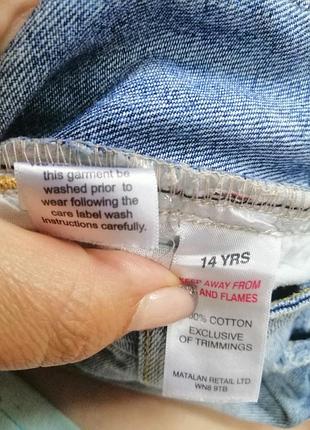 this garment be
washed prior to
wear following the
care label wash
instructions carefully.
14 YRS
KEEP AWAY FROM
AND FLAMES
COTTON
EXCLUSIVE
OF TRIMMINGS
MATALAN RETAIL LTD
WN8 9TB